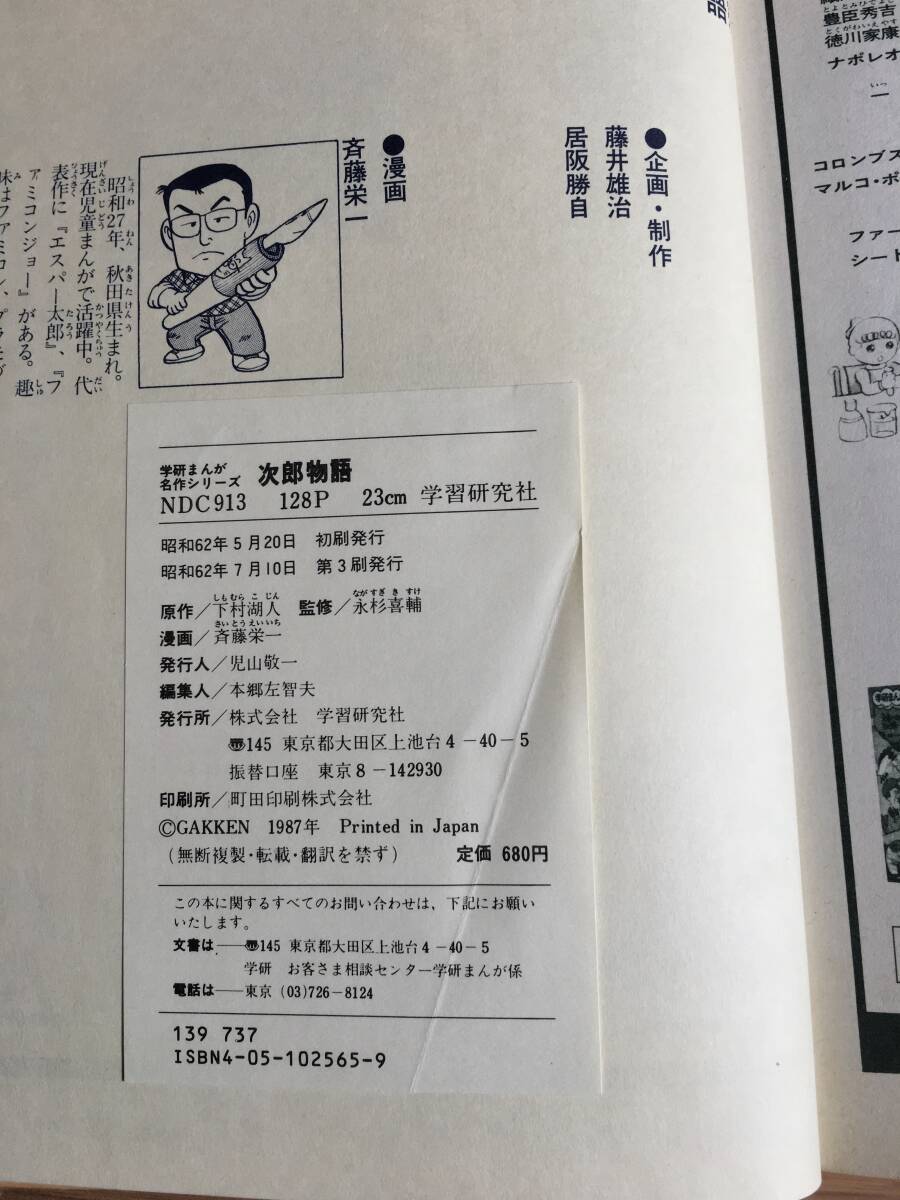 豊臣秀吉
徳川家康
ナポレオ
一
コロンブス
マルコ・ポ
ファー
シート
●企画・制作
藤井雄治
居阪勝自
●漫画
斉藤栄一
昭和27年、秋田県生まれ。
現在児童まんがで活躍中。代
表作に『エスパー太郎』、『フ
ァミコンジョー』がある。趣
味はファミコン、プラモデ
学研まんが
名作シリーズ 次郎物語
NDC913 128P 23cm 学習研究社
昭和62年5月20日 初刷発行
昭和62年7月10日 第3刷発行
原作/下村湖人 監修/永杉喜輔
漫画/斉藤栄一
発行人/児山敬一
編集人/本郷左智夫
発行所/株式会社 学習研究社
〠145 東京都大田区上池台4-40-5
振替口座 東京8-142930
印刷所/町田印刷株式会社
©GAKKEN 1987年 Printed in Japan
(無断複製・転載・翻訳を禁ず) 定価 680円
この本に関するすべてのお問い合わせは、下記にお願い
いたします。
文書は──〠145 東京都大田区上池台4-40-5
学研 お客さま相談センター学研まんが係
電話は──東京 (03)726-8124
139 737
ISBN4-05-102565-9